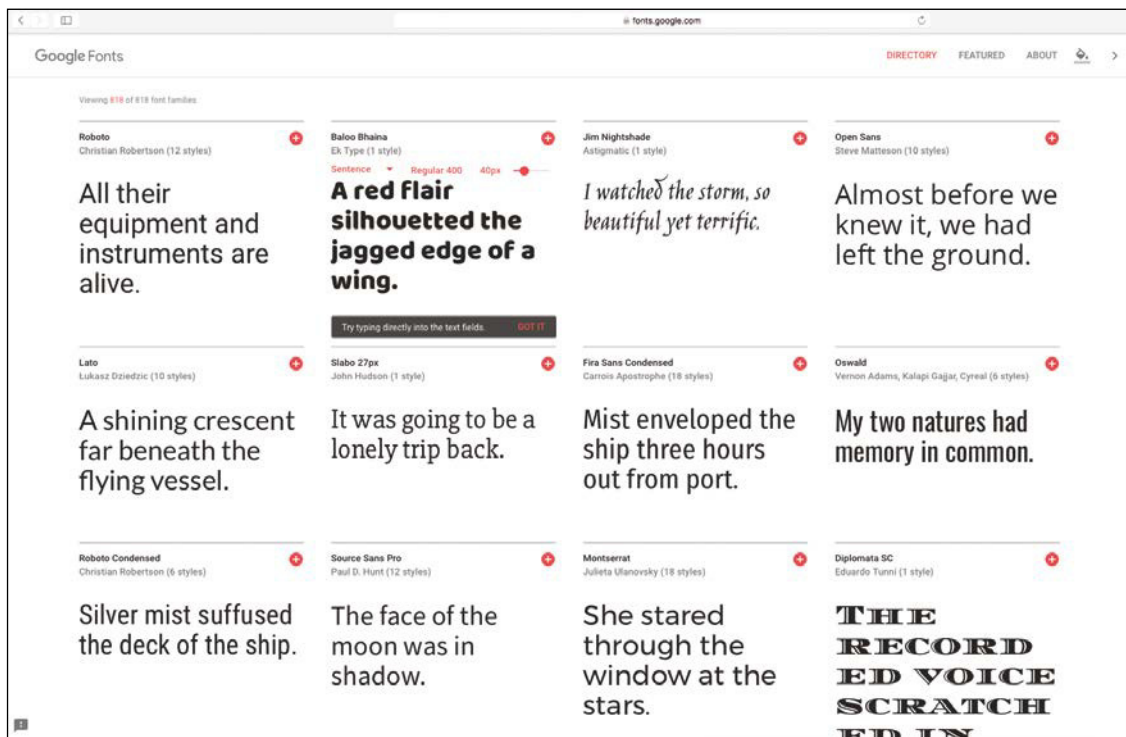 fonts.google.com
Google Fonts
DIRECTORY FEATURED ABOUT
Viewing 818 of 818 font families
Roboto
Christian Robertson (12 styles)
All their
equipment and
instruments are
alive.
Baloo Bhaina
Ek Type (1 style)
Sentence Regular 400 40px
A red flair
silhouetted the
jagged edge of a
wing.
Try typing directly into the text fields. GOT IT
Jim Nightshade
Astigmatic (1 style)
I watched the storm, so
beautiful yet terrific.
Open Sans
Steve Matteson (10 styles)
Almost before we
knew it, we had
left the ground.
Lato
Łukasz Dziedzic (10 styles)
A shining crescent
far beneath the
flying vessel.
Slabo 27px
John Hudson (1 style)
It was going to be a
lonely trip back.
Fira Sans Condensed
Carrois Apostrophe (18 styles)
Mist enveloped the
ship three hours
out from port.
Oswald
Vernon Adams, Kalapi Gajjar, Cyreal (6 styles)
My two natures had
memory in common.
Roboto Condensed
Christian Robertson (6 styles)
Silver mist suffused
the deck of the ship.
Source Sans Pro
Paul D. Hunt (12 styles)
The face of the
moon was in
shadow.
Montserrat
Julieta Ulanovsky (18 styles)
She stared
through the
window at the
stars.
Diplomata SC
Eduardo Tunni (1 style)
THE
RECORD
ED VOICE
SCRATCH
ED IN